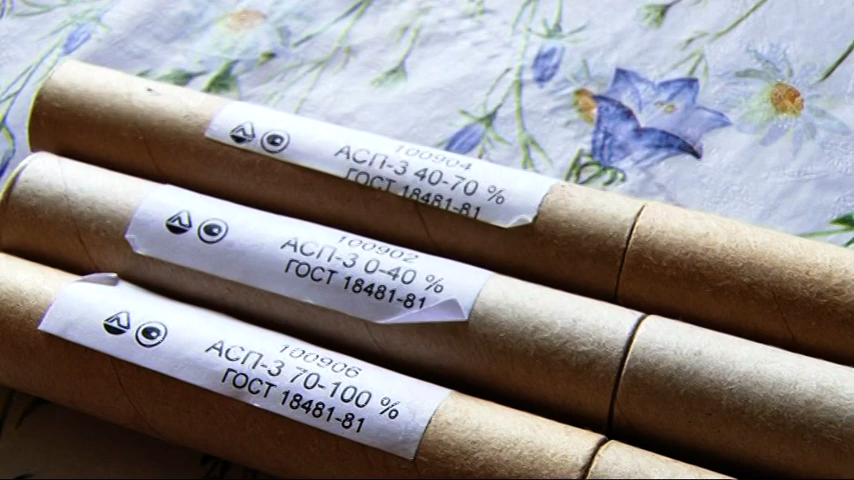 100904
АСП-3 40-70 %
ГОСТ 18481-81
100902
АСП-3 0-40 %
ГОСТ 18481-81
100906
АСП-3 70-100 %
ГОСТ 18481-81